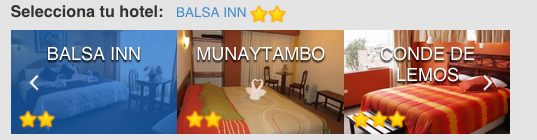 Selecciona tu hotel: BALSA INN
BALSA INN
MUNAYTAMBO
CONDE DE
LEMOS